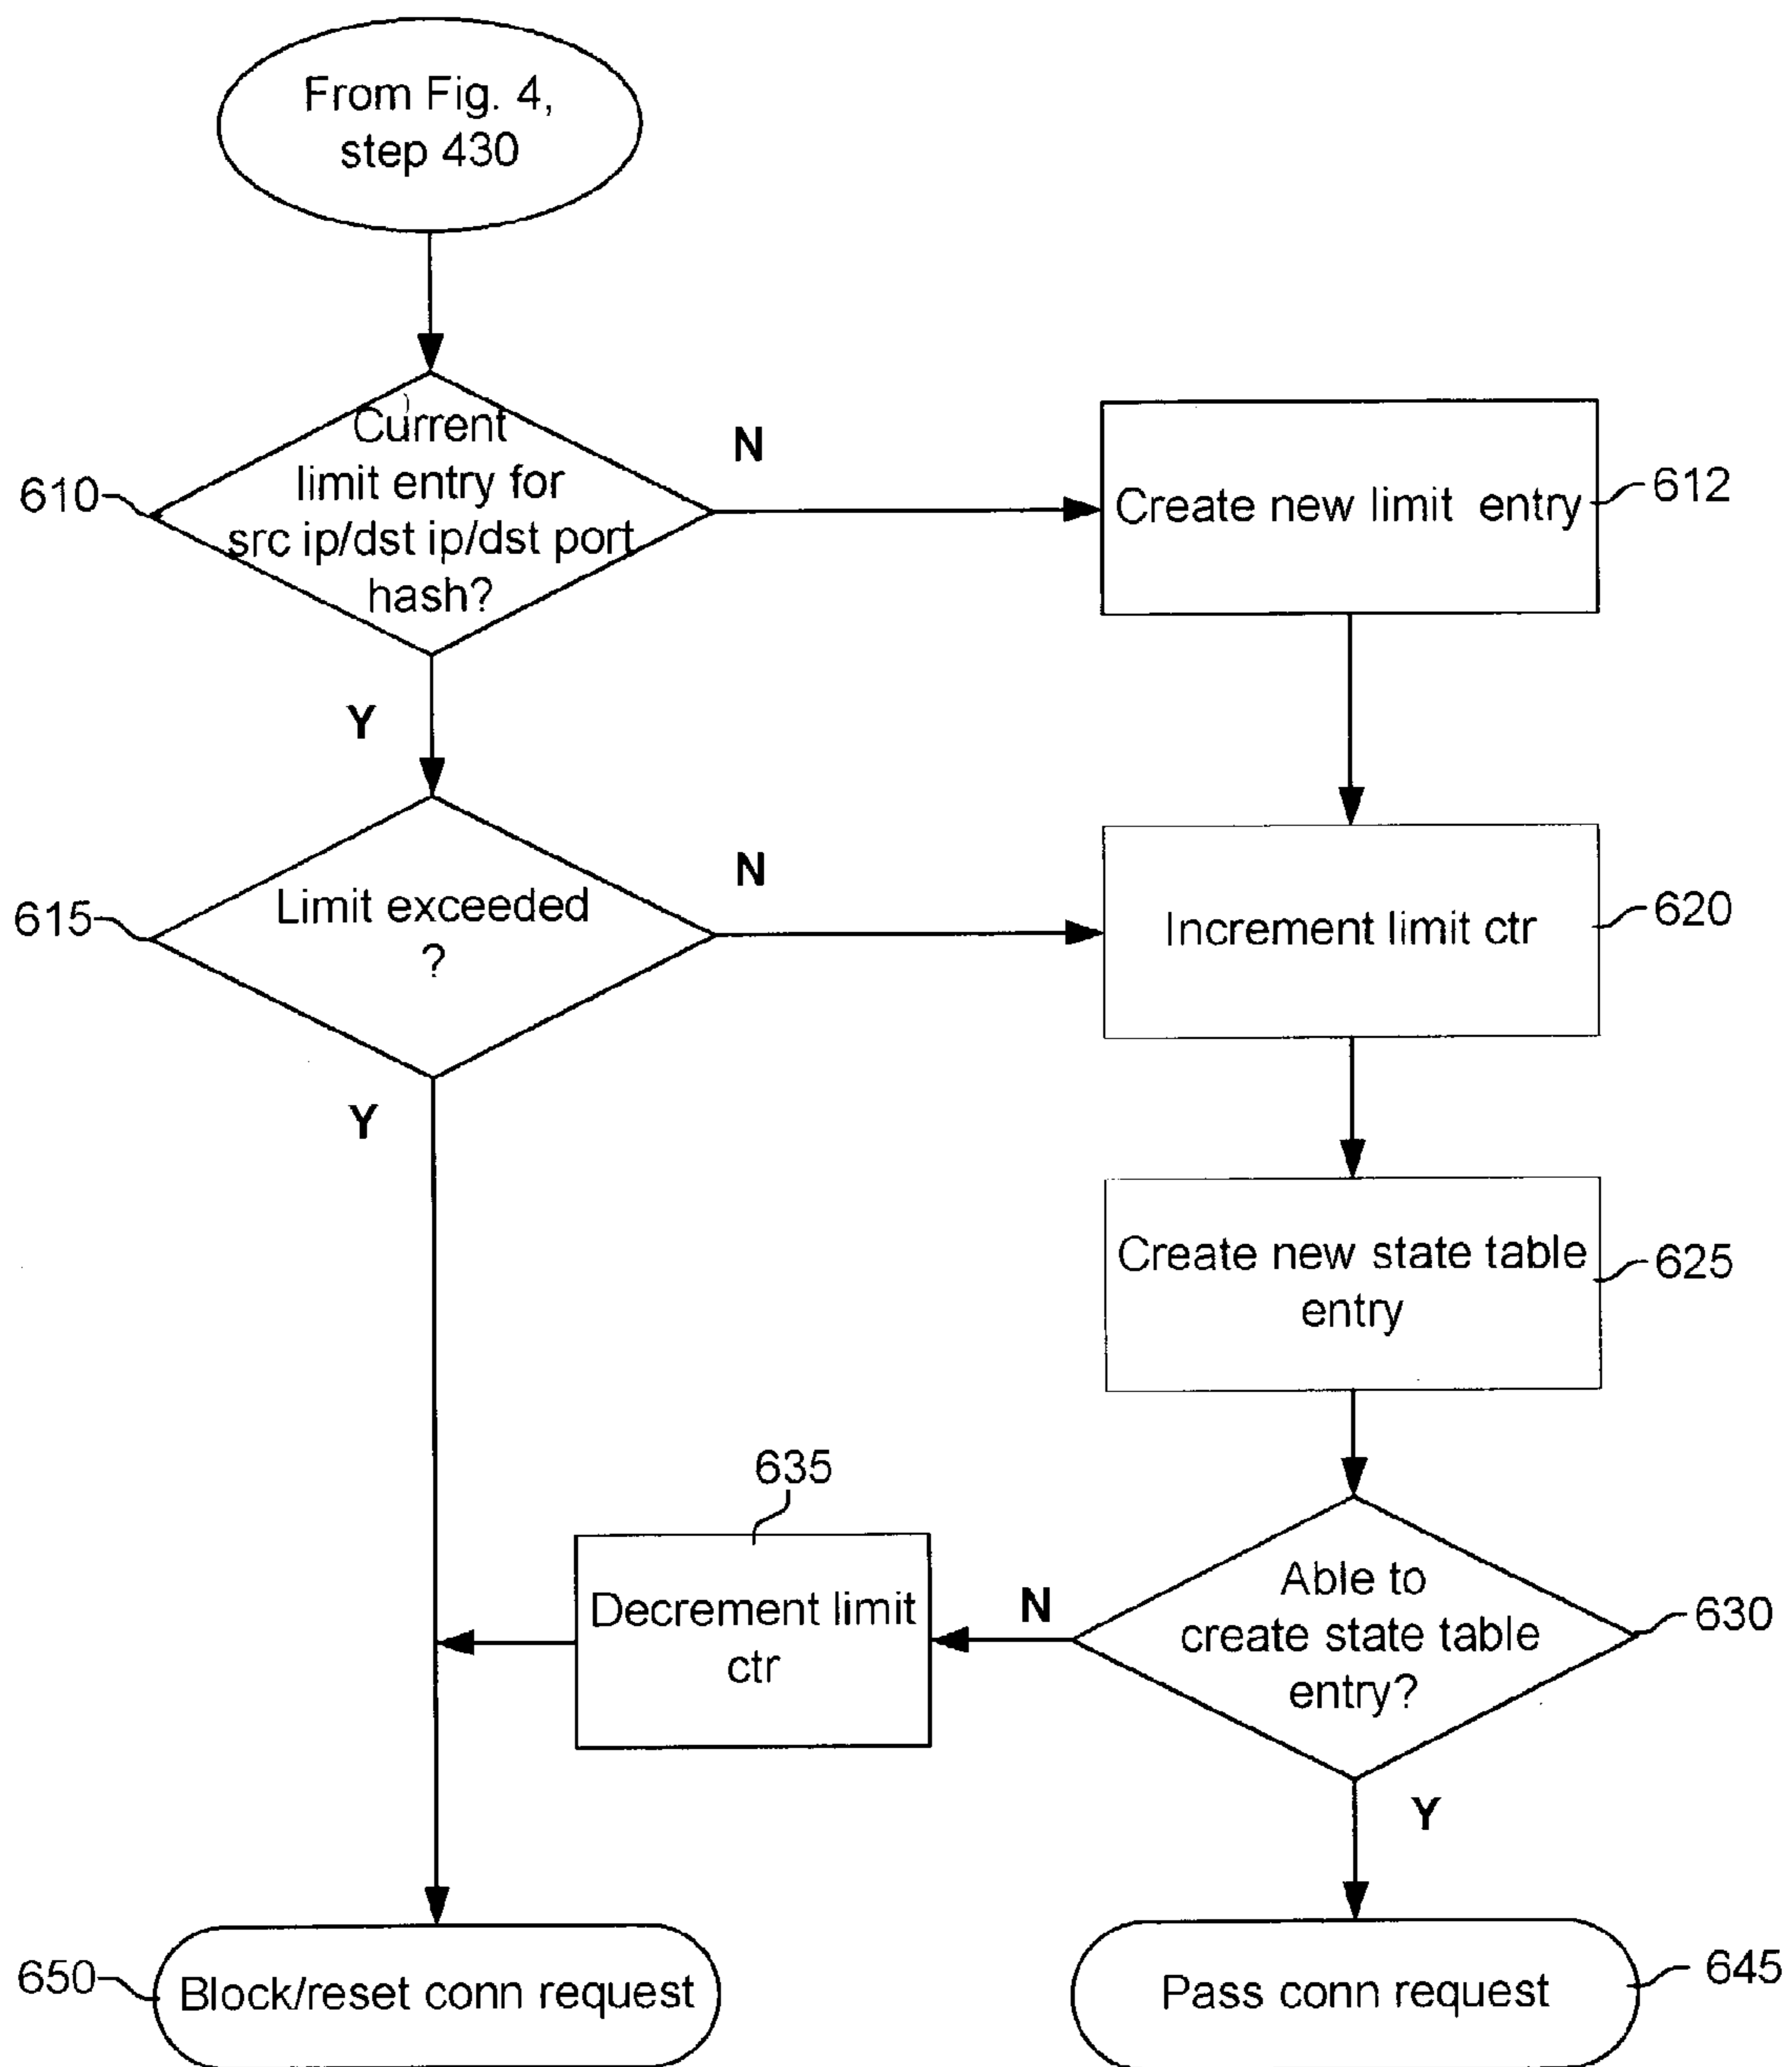 From Fig. 4,
step 430
Current
limit entry for
src ip/dst ip/dst port
hash?
610
N
Create new limit entry
612
Y
Limit exceeded
?
615
N
Increment limit ctr
620
Y
Create new state table
entry
625
635
Decrement limit
ctr
N
Able to
create state table
entry?
630
Y
650
Block/reset conn request
Pass conn request
645